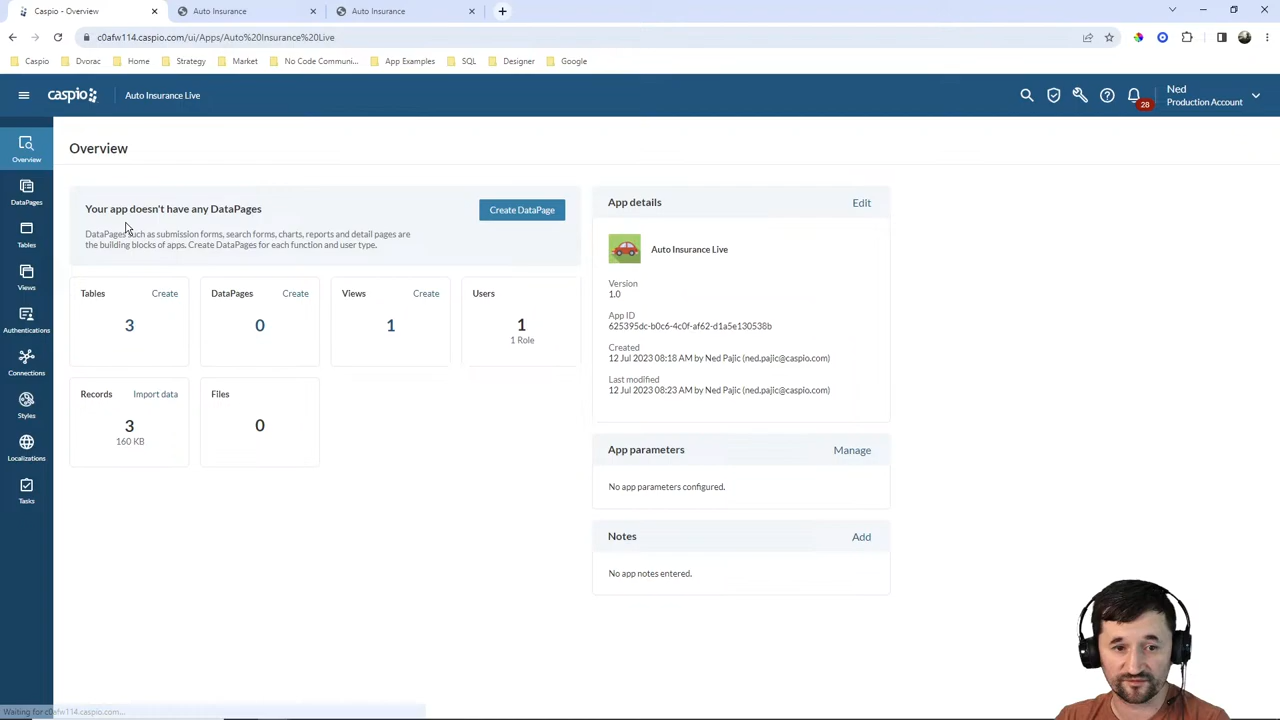 Caspio - Overview
Auto Insurance
Auto Insurance
c0afw114.caspio.com/ui/Apps/Auto%20Insurance%20Live
Caspio
Dvorac
Home
Strategy
Market
No Code Communi...
App Examples
SQL
Designer
Google
caspio
Auto Insurance Live
28
Ned
Production Account
Overview
DataPages
Tables
Views
Authentications
Connections
Styles
Localizations
Tasks
Overview
Your app doesn't have any DataPages
DataPages such as submission forms, search forms, charts, reports and detail pages are
the building blocks of apps. Create DataPages for each function and user type.
Create DataPage
Tables Create
3
DataPages Create
0
Views Create
1
Users
1
1 Role
Records Import data
3
160 KB
Files
0
App details Edit
Auto Insurance Live
Version
1.0
App ID
625395dc-b0c6-4c0f-af62-d1a5e130538b
Created
12 Jul 2023 08:18 AM by Ned Pajic (ned.pajic@caspio.com)
Last modified
12 Jul 2023 08:23 AM by Ned Pajic (ned.pajic@caspio.com)
App parameters Manage
No app parameters configured.
Notes Add
No app notes entered.
Waiting for c0afw114.caspio.com...